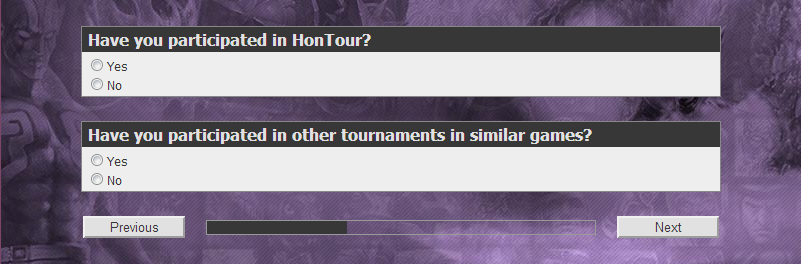 Have you participated in HonTour?
Yes
No
Have you participated in other tournaments in similar games?
Yes
No
Previous
Next